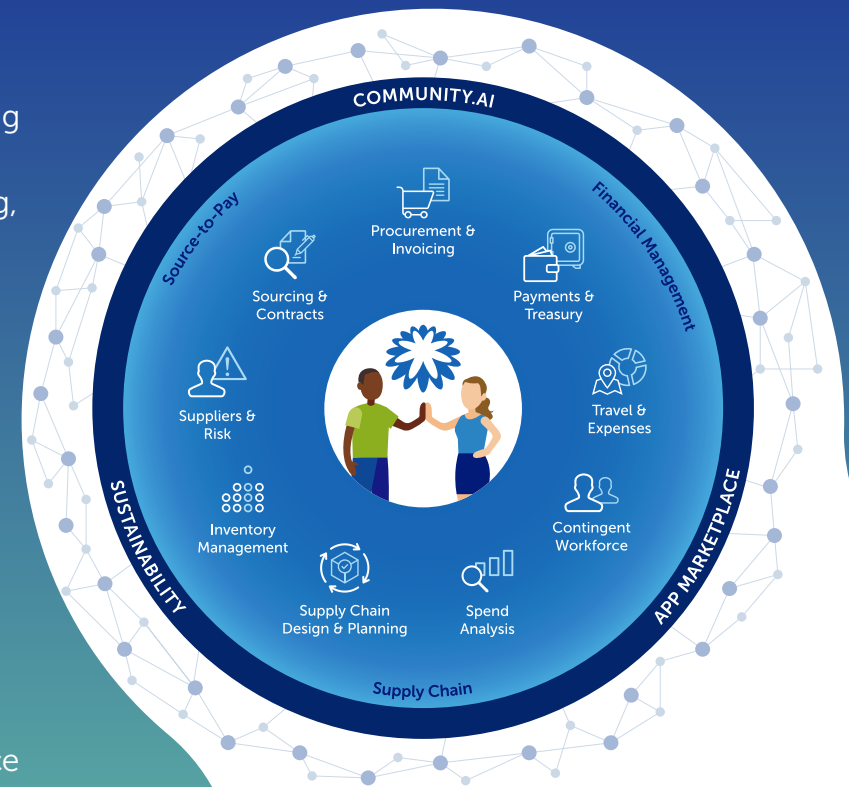 g
g,
ce
COMMUNITY.AI
Source-to-Pay
Financial Management
Procurement &
Invoicing
Sourcing &
Contracts
Payments &
Treasury
Suppliers &
Risk
Travel &
Expenses
Inventory
Management
Contingent
Workforce
Supply Chain
Design & Planning
Spend
Analysis
SUSTAINABILITY
APP MARKETPLACE
Supply Chain